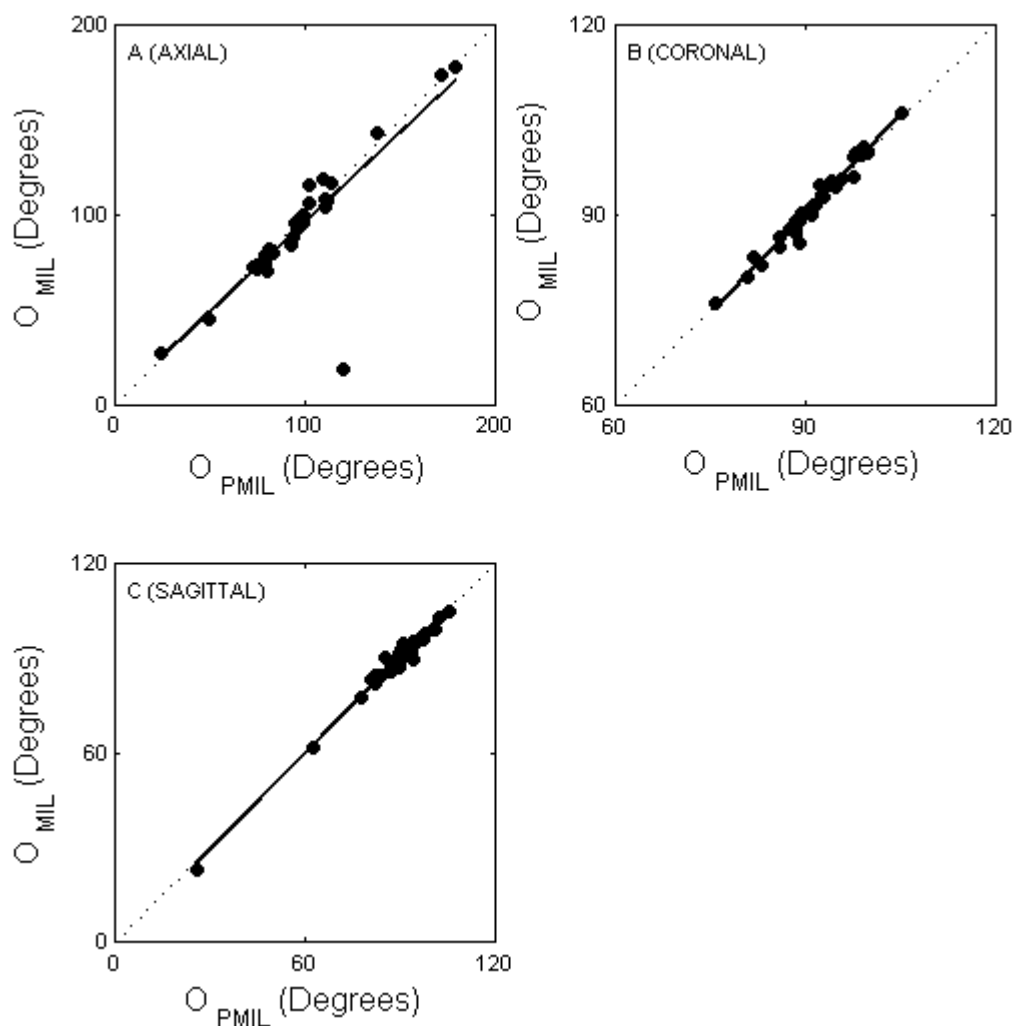 A (AXIAL)
200
100
0
0
100
200
O MIL (Degrees)
O PMIL (Degrees)
B (CORONAL)
120
90
60
60
90
120
O MIL (Degrees)
O PMIL (Degrees)
C (SAGITTAL)
120
60
0
0
60
120
O MIL (Degrees)
O PMIL (Degrees)